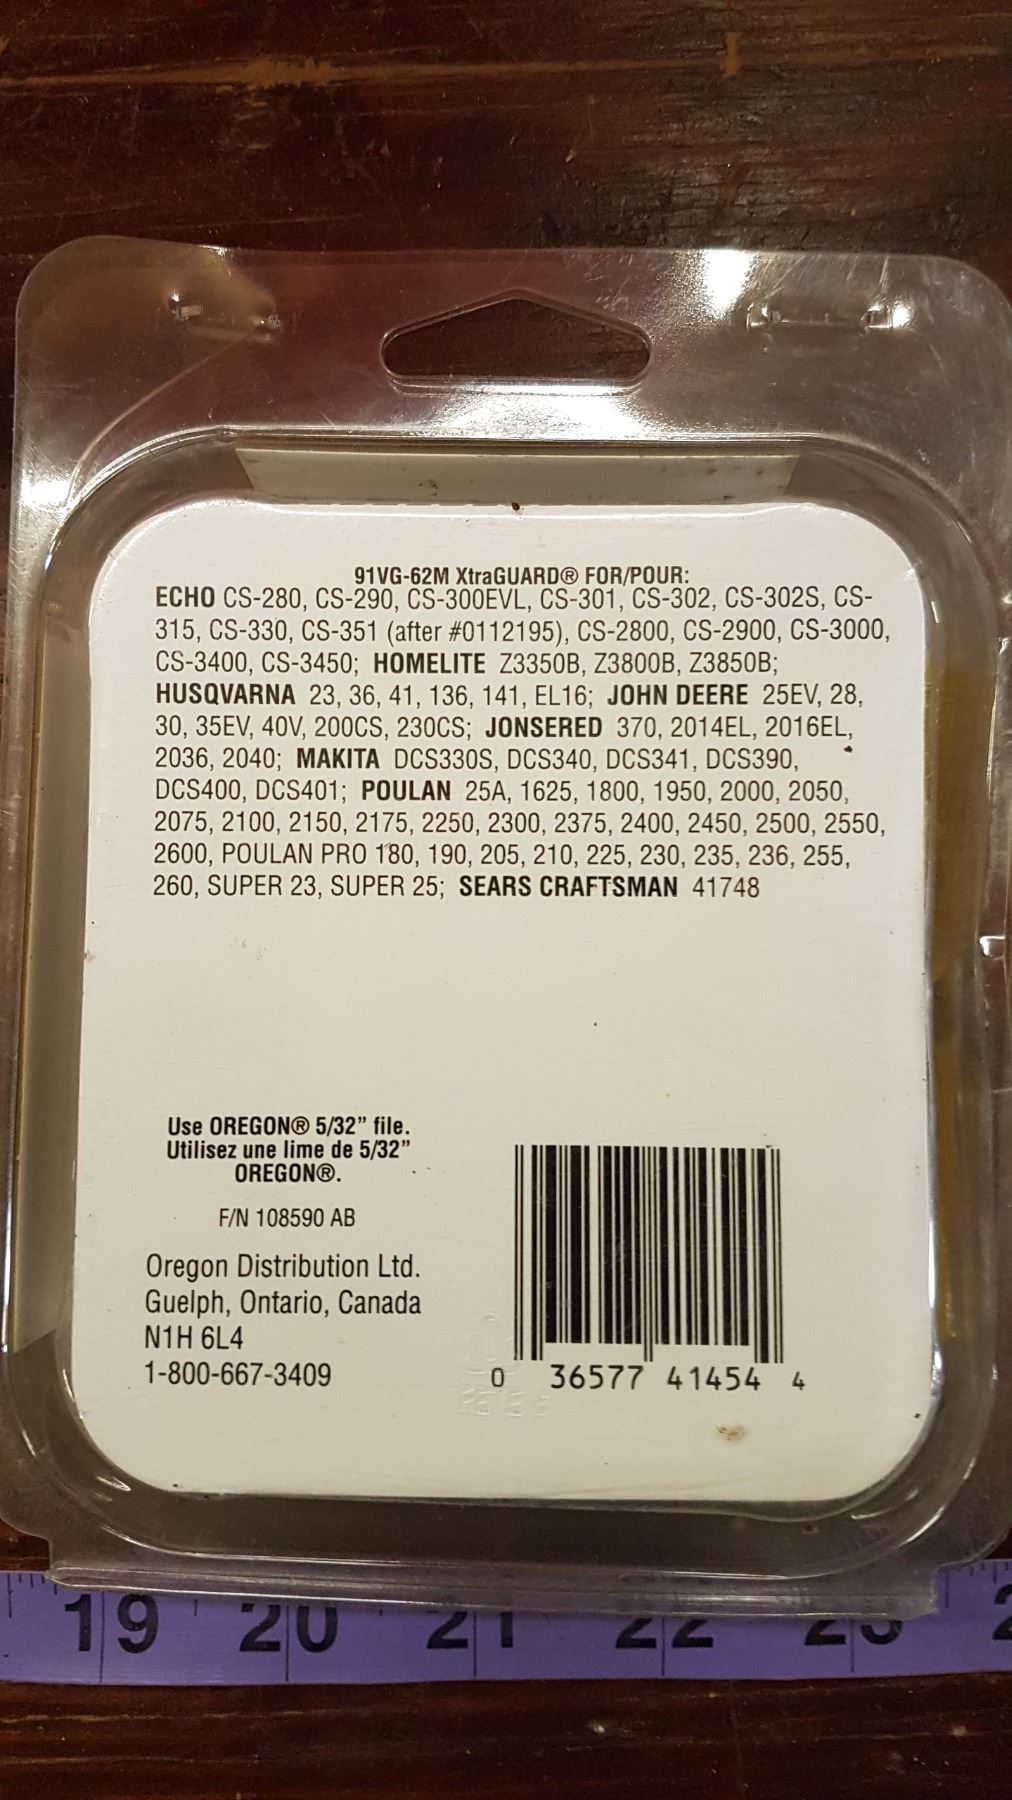 91VG-62M XtraGUARD® FOR/POUR:
ECHO CS-280, CS-290, CS-300EVL, CS-301, CS-302, CS-302S, CS-
315, CS-330, CS-351 (after #0112195), CS-2800, CS-2900, CS-3000,
CS-3400, CS-3450; HOMELITE Z3350B, Z3800B, Z3850B;
HUSQVARNA 23, 36, 41, 136, 141, EL16; JOHN DEERE 25EV, 28,
30, 35EV, 40V, 200CS, 230CS; JONSERED 370, 2014EL, 2016EL,
2036, 2040; MAKITA DCS330S, DCS340, DCS341, DCS390,
DCS400, DCS401; POULAN 25A, 1625, 1800, 1950, 2000, 2050,
2075, 2100, 2150, 2175, 2250, 2300, 2375, 2400, 2450, 2500, 2550,
2600, POULAN PRO 180, 190, 205, 210, 225, 230, 235, 236, 255,
260, SUPER 23, SUPER 25; SEARS CRAFTSMAN 41748
Use OREGON® 5/32” file.
Utilisez une lime de 5/32”
OREGON®.
F/N 108590 AB
Oregon Distribution Ltd.
Guelph, Ontario, Canada
N1H 6L4
1-800-667-3409
0 36577 41454 4
19 20 21 22 23